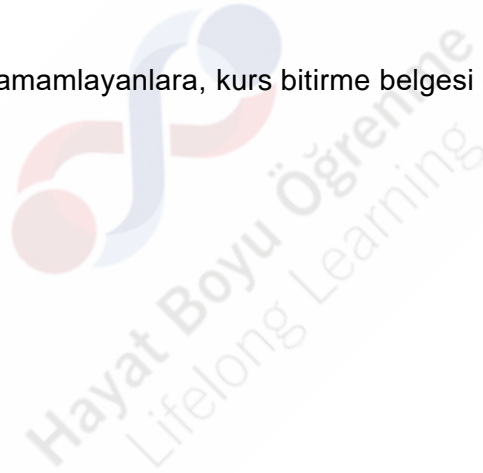 amamlayanlara, kurs bitirme belgesi
Hayat Boyu Öğrenme
Lifelong Learning